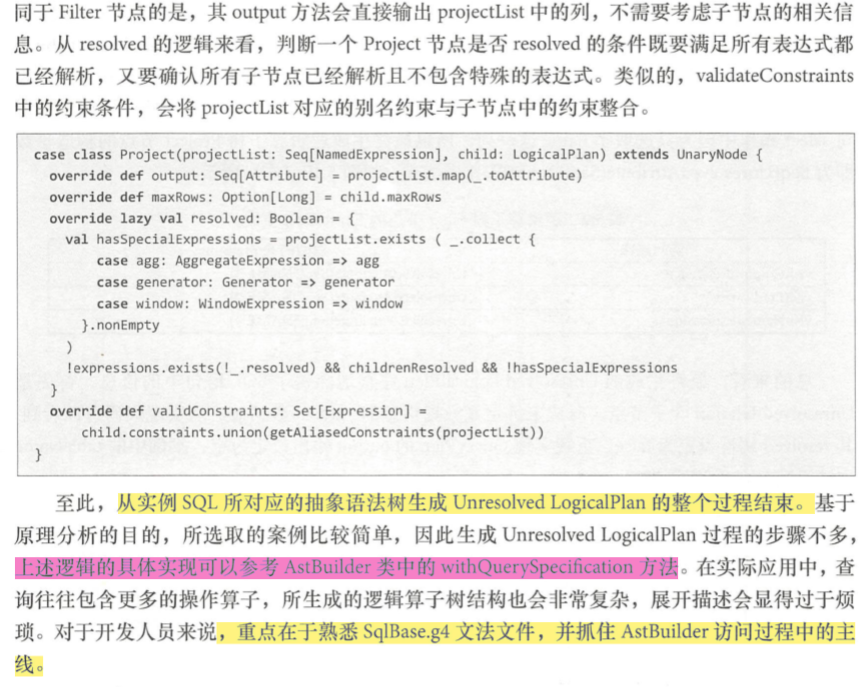 同于 Filter 节点的是，其 output 方法会直接输出 projectList 中的列，不需要考虑子节点的相关信
息。从 resolved 的逻辑来看，判断一个 Project 节点是否 resolved 的条件既要满足所有表达式都
已经解析，又要确认所有子节点已经解析且不包含特殊的表达式。类似的，validateConstraints
中的约束条件，会将 projectList 对应的别名约束与子节点中的约束整合。
case class Project(projectList: Seq[NamedExpression], child: LogicalPlan) extends UnaryNode {
override def output: Seq[Attribute] = projectList.map(_.toAttribute)
override def maxRows: Option[Long] = child.maxRows
override lazy val resolved: Boolean = {
val hasSpecialExpressions = projectList.exists ( _.collect {
case agg: AggregateExpression => agg
case generator: Generator => generator
case window: WindowExpression => window
}.nonEmpty
)
!expressions.exists(!_.resolved) && childrenResolved && !hasSpecialExpressions
}
override def validConstraints: Set[Expression] =
child.constraints.union(getAliasedConstraints(projectList))
}
至此，从实例 SQL 所对应的抽象语法树生成 Unresolved LogicalPlan 的整个过程结束。基于
原理分析的目的，所选取的案例比较简单，因此生成 Unresolved LogicalPlan 过程的步骤不多，
上述逻辑的具体实现可以参考 AstBuilder 类中的 withQuerySpecification 方法。在实际应用中，查
询往往包含更多的操作算子，所生成的逻辑算子树结构也会非常复杂，展开描述会显得过于烦
琐。对于开发人员来说，重点在于熟悉 SqlBase.g4 文法文件，并抓住 AstBuilder 访问过程中的主
线。